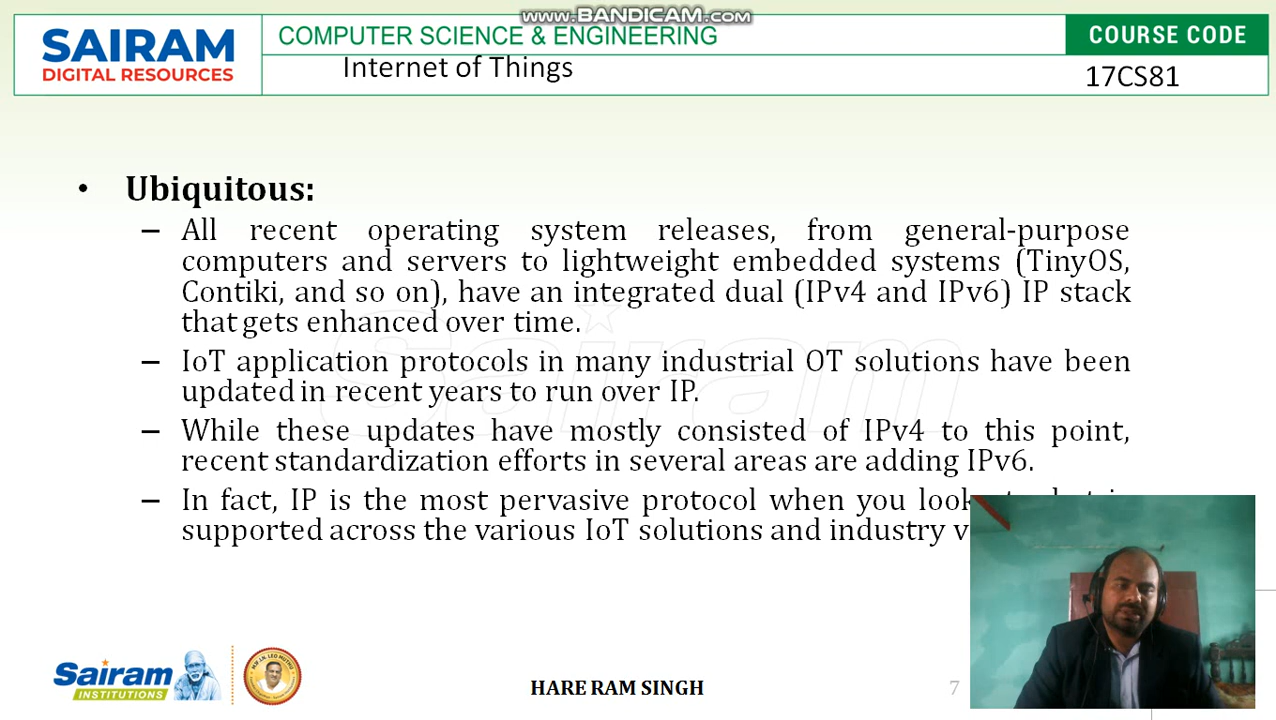 www.BANDICAM.com
SAIRAM
DIGITAL RESOURCES
COMPUTER SCIENCE & ENGINEERING
COURSE CODE
Internet of Things
17CS81
• Ubiquitous:
– All recent operating system releases, from general-purpose
computers and servers to lightweight embedded systems (TinyOS,
Contiki, and so on), have an integrated dual (IPv4 and IPv6) IP stack
that gets enhanced over time.
– IoT application protocols in many industrial OT solutions have been
updated in recent years to run over IP.
– While these updates have mostly consisted of IPv4 to this point,
recent standardization efforts in several areas are adding IPv6.
– In fact, IP is the most pervasive protocol when you look
supported across the various IoT solutions and industry
Sairam
Sairam
INSTITUTIONS
HARE RAM SINGH
7